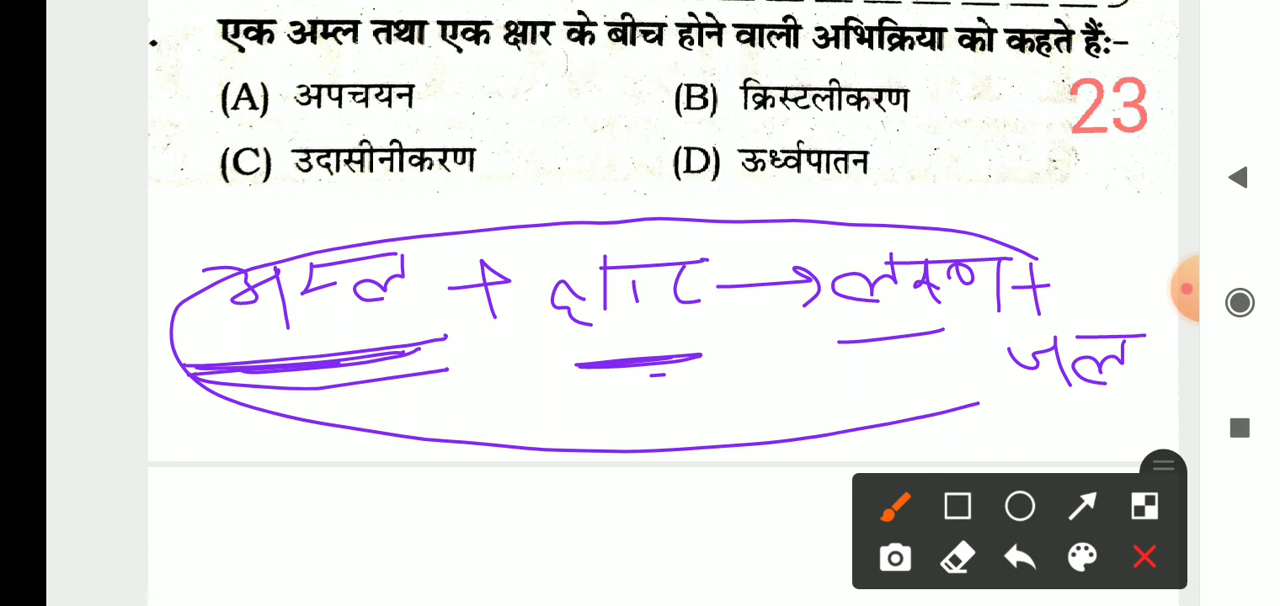 एक अम्ल तथा एक क्षार के बीच होने वाली अभिक्रिया को कहते हैं:-
(A) अपचयन (B) क्रिस्टलीकरण 23
(C) उदासीनीकरण (D) ऊर्ध्वपातन
अम्ल + क्षार → लवण +
जल